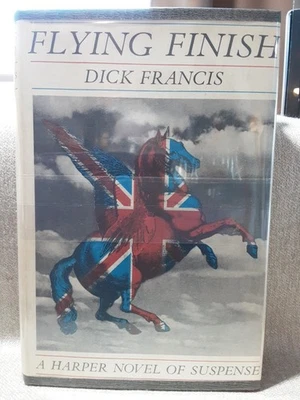 FLYING FINISH
DICK FRANCIS
A HARPER NOVEL OF SUSPENSE